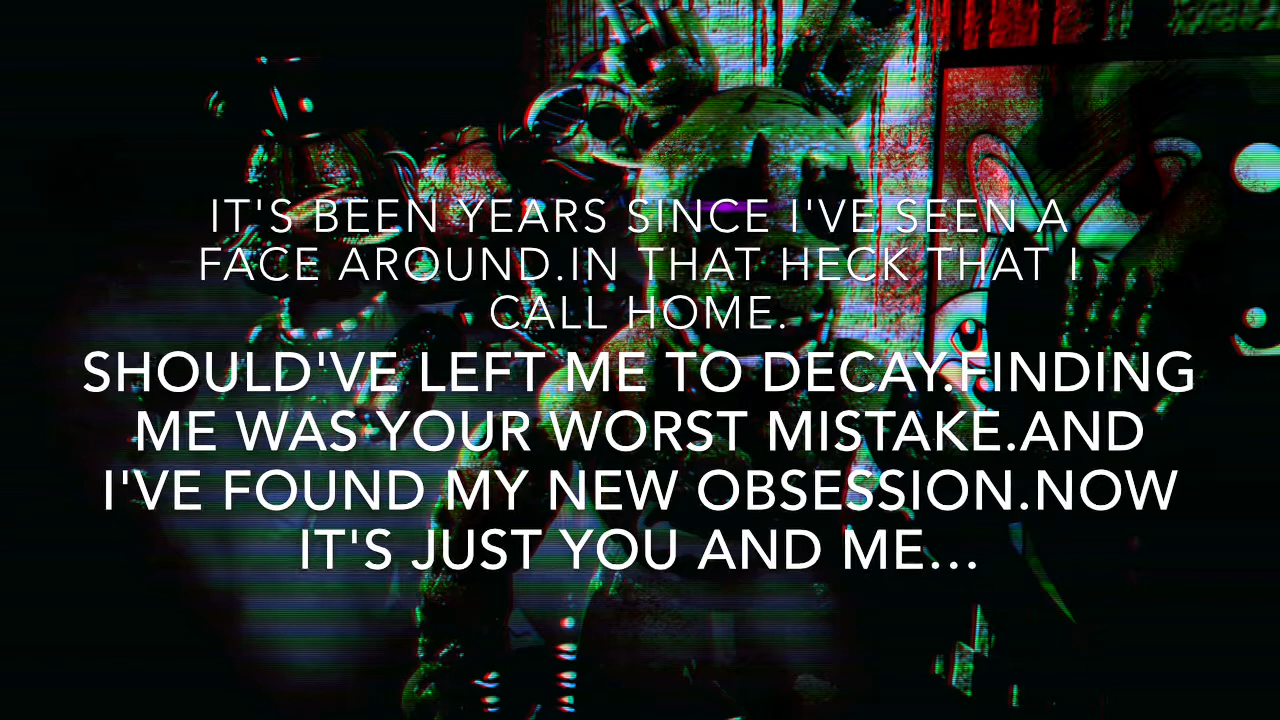 IT'S BEEN YEARS SINCE I'VE SEEN A
FACE AROUND.IN THAT HECK THAT I
CALL HOME.
SHOULD'VE LEFT ME TO DECAY.FINDING
ME WAS YOUR WORST MISTAKE.AND
I'VE FOUND MY NEW OBSESSION.NOW
IT'S JUST YOU AND ME...